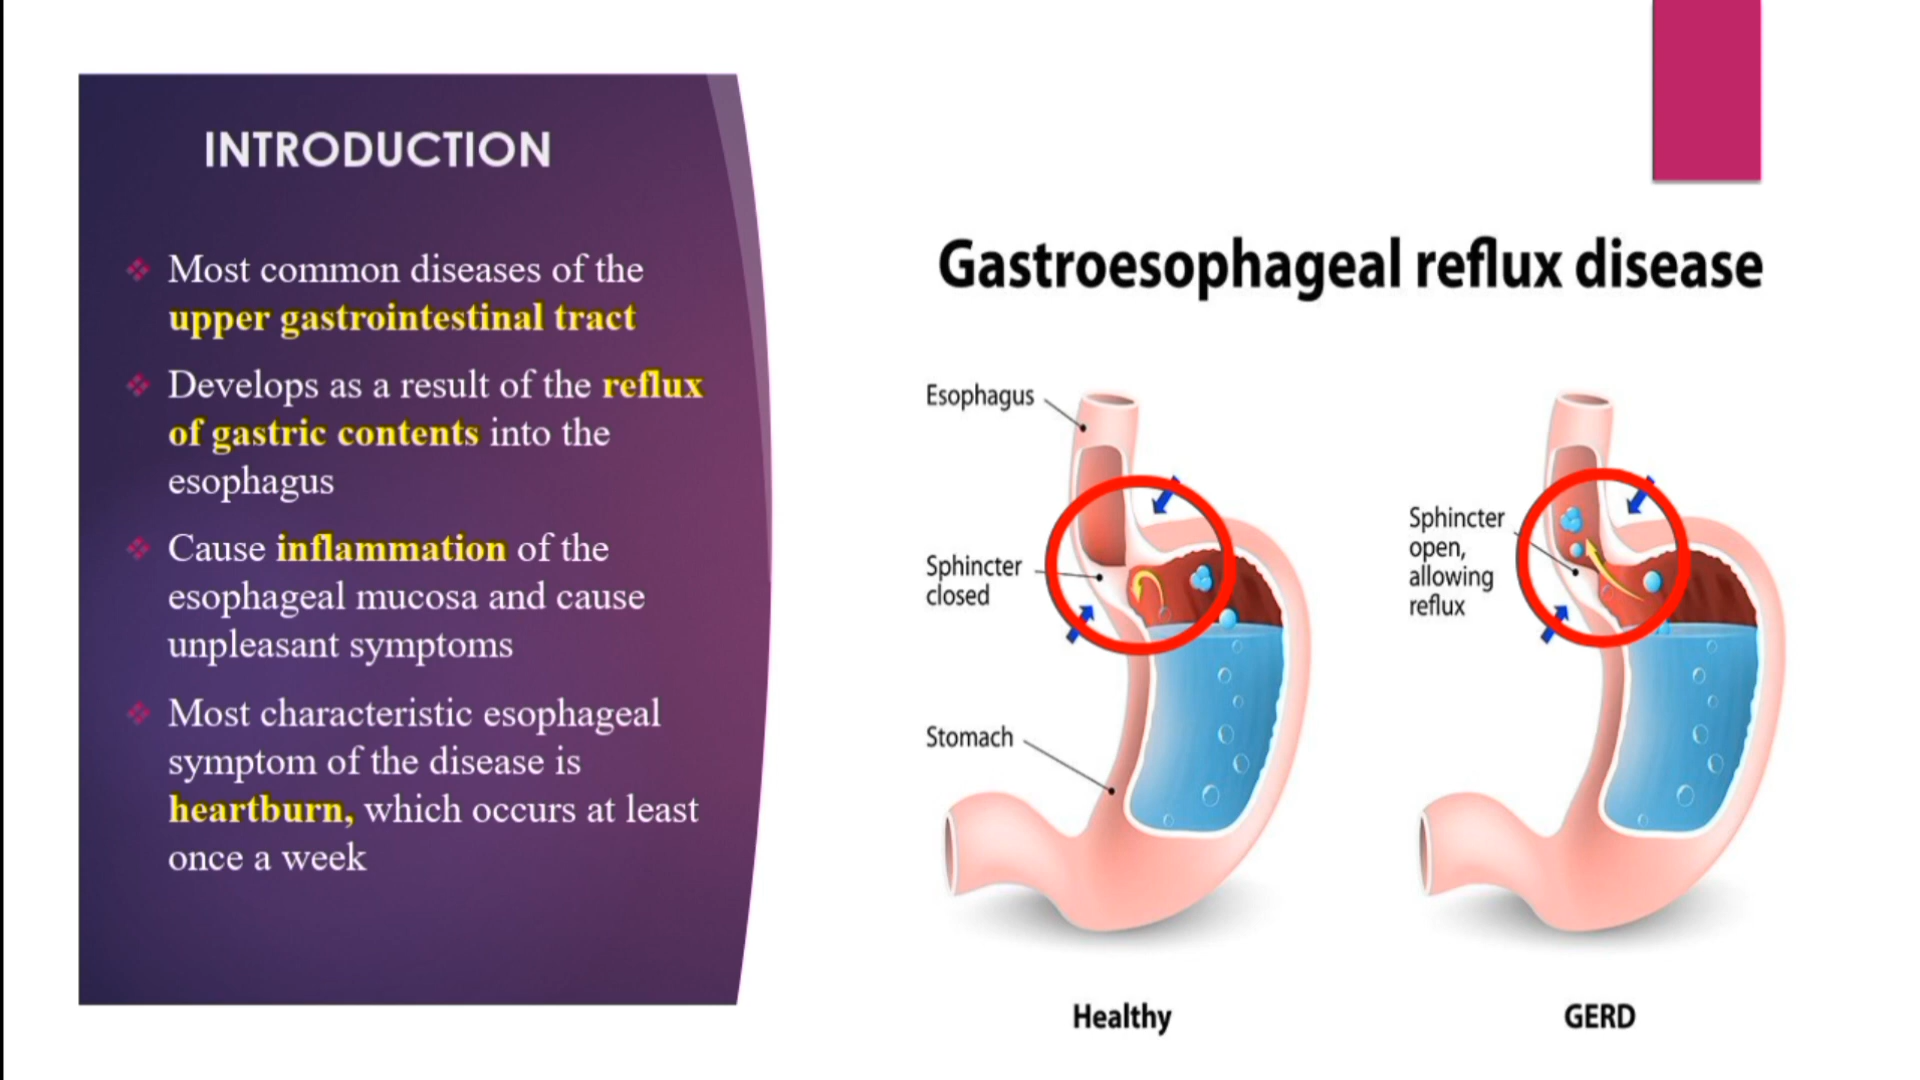 INTRODUCTION
Most common diseases of the
upper gastrointestinal tract
Develops as a result of the reflux
of gastric contents into the
esophagus
Cause inflammation of the
esophageal mucosa and cause
unpleasant symptoms
Most characteristic esophageal
symptom of the disease is
heartburn, which occurs at least
once a week
Gastroesophageal reflux disease
Esophagus
Sphincter
closed
Stomach
Healthy
Sphincter
open,
allowing
reflux
GERD